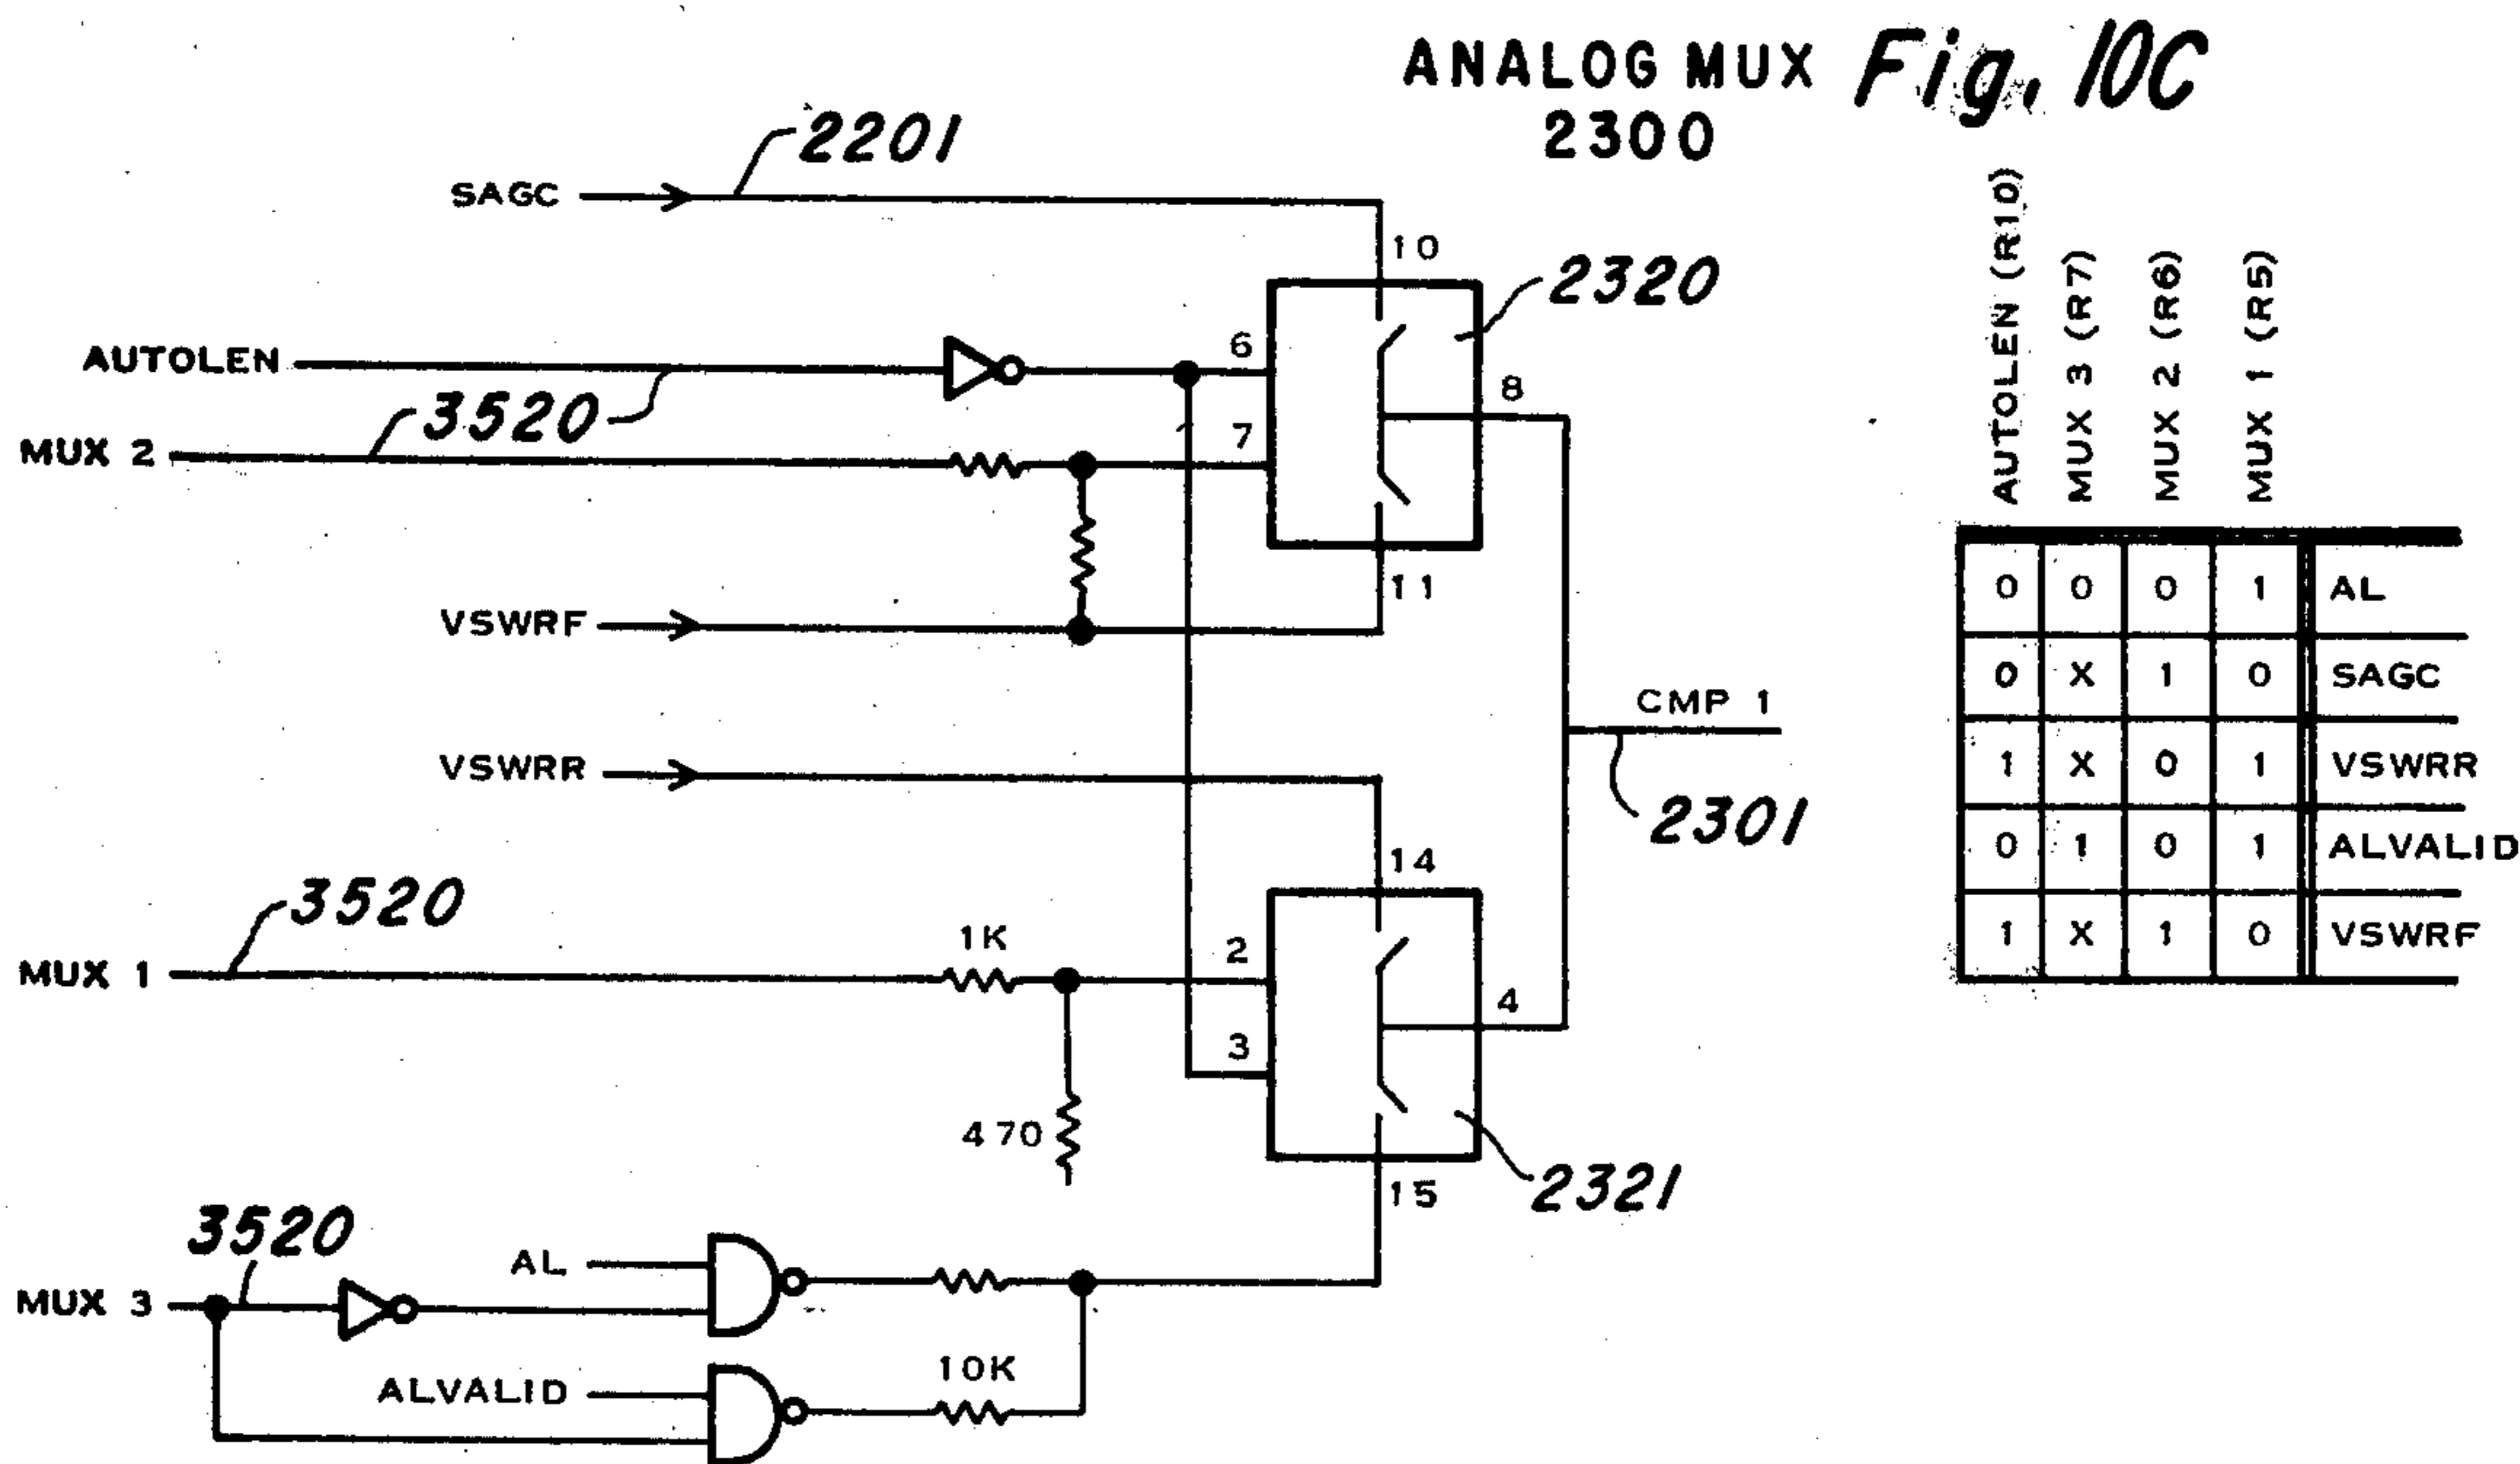 ANALOG MUX Fig. 10C
2300
2201
SAGC
10
2320
AUTOLEN
6
3520
8
MUX 2
7
11
VSWRF
CMP 1
VSWRR
2301
14
3520
1K
2
MUX 1
4
3
470
2321
15
3520
AL
MUX 3
10K
ALVALID
AUTOLEN (R10)
MUX 3 (R7)
MUX 2 (R6)
MUX 1 (R5)
0 0 0 1 AL
0 X 1 0 SAGC
1 X 0 1 VSWRR
0 1 0 1 ALVALID
1 X 1 0 VSWRF